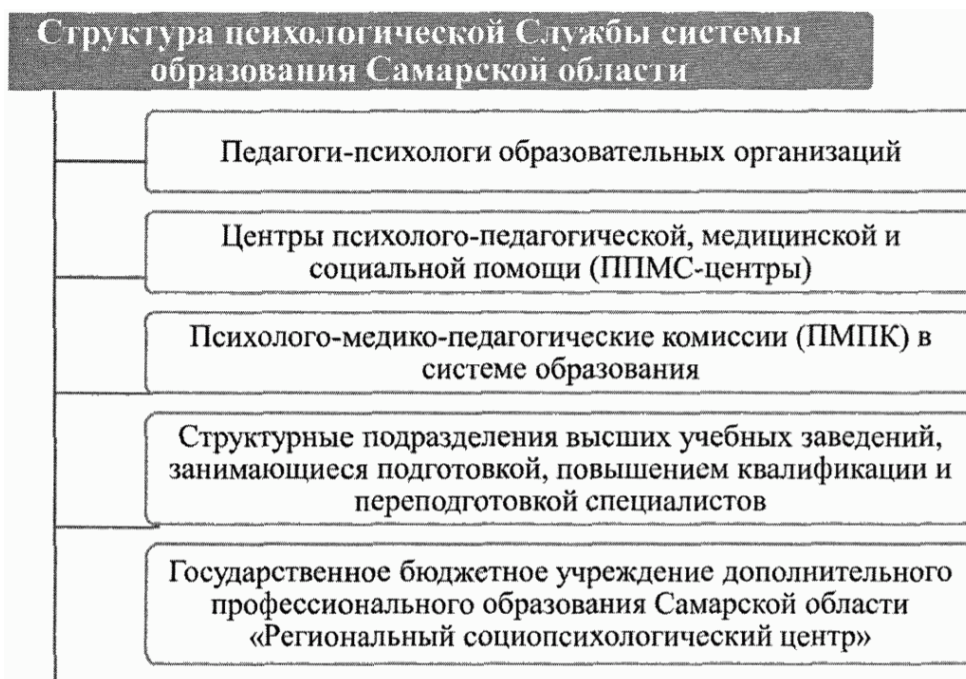 Структура психологической Службы системы
образования Самарской области
Педагоги-психологи образовательных организаций
Центры психолого-педагогической, медицинской и
социальной помощи (ППМС-центры)
Психолого-медико-педагогические комиссии (ПМПК) в
системе образования
Структурные подразделения высших учебных заведений,
занимающиеся подготовкой, повышением квалификации и
переподготовкой специалистов
Государственное бюджетное учреждение дополнительного
профессионального образования Самарской области
«Региональный социопсихологический центр»